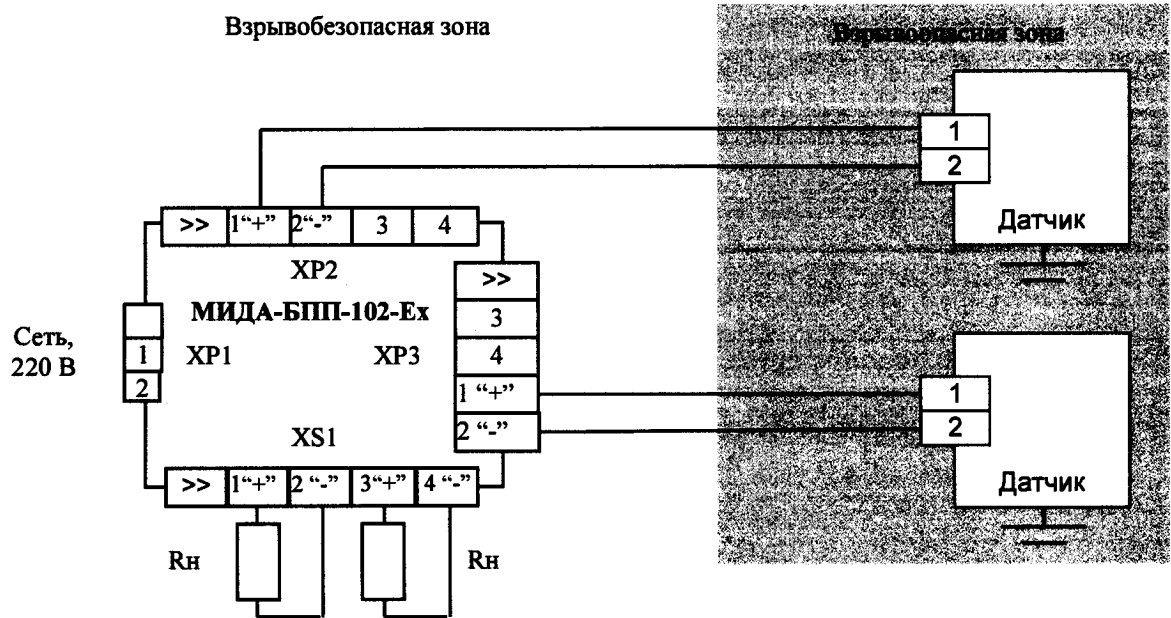 Взрывобезопасная зона
Взрывоопасная зона
1
2
Датчик
>> 1“+” 2“-” 3 4
XP2
>>
3
4
1 “+”
2 “-”
МИДА-БПП-102-Ex
Сеть,
220 В
1
2
XP1
XP3
1
2
Датчик
XS1
>> 1“+” 2 “-” 3“+” 4 “-”
Rн
Rн